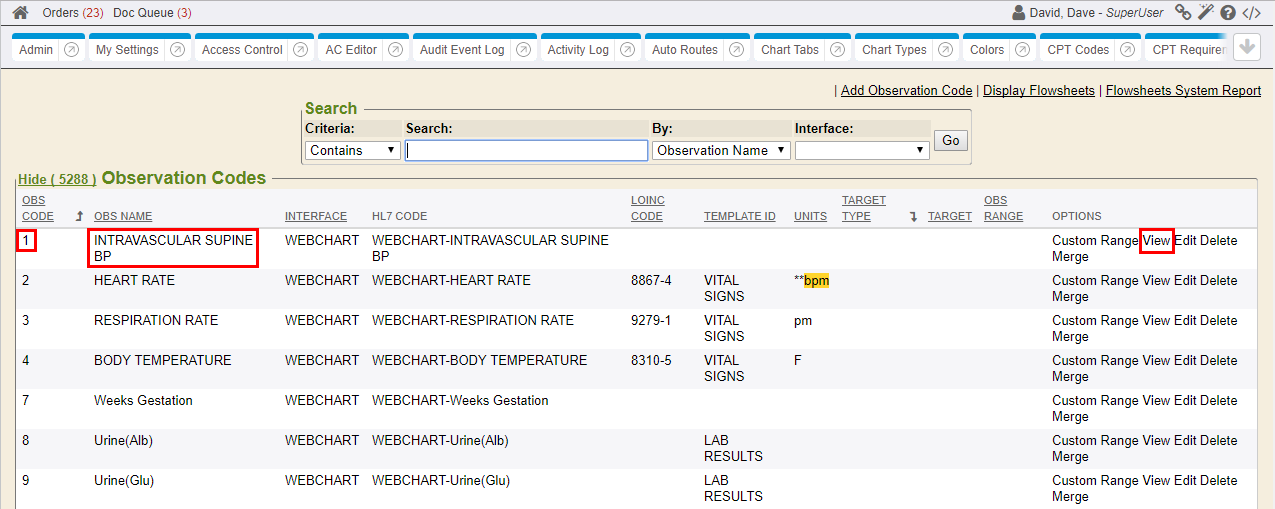 Orders (23) Doc Queue (3) David, Dave - SuperUser
Admin My Settings Access Control AC Editor Audit Event Log Activity Log Auto Routes Chart Tabs Chart Types Colors CPT Codes CPT Requirem
| Add Observation Code | Display Flowsheets | Flowsheets System Report
Search
Criteria: Search: By: Interface:
Contains Observation Name Go
Hide ( 5288 ) Observation Codes
OBS CODE OBS NAME INTERFACE HL7 CODE LOINC CODE TEMPLATE ID UNITS TARGET TYPE TARGET OBS RANGE OPTIONS
1 INTRAVASCULAR SUPINE WEBCHART WEBCHART-INTRAVASCULAR SUPINE Custom Range View Edit Delete
BP BP Merge
2 HEART RATE WEBCHART WEBCHART-HEART RATE 8867-4 VITAL **bpm Custom Range View Edit Delete
SIGNS Merge
3 RESPIRATION RATE WEBCHART WEBCHART-RESPIRATION RATE 9279-1 VITAL pm Custom Range View Edit Delete
SIGNS Merge
4 BODY TEMPERATURE WEBCHART WEBCHART-BODY TEMPERATURE 8310-5 VITAL F Custom Range View Edit Delete
SIGNS Merge
7 Weeks Gestation WEBCHART WEBCHART-Weeks Gestation Custom Range View Edit Delete
Merge
8 Urine(Alb) WEBCHART WEBCHART-Urine(Alb) LAB Custom Range View Edit Delete
RESULTS Merge
9 Urine(Glu) WEBCHART WEBCHART-Urine(Glu) LAB Custom Range View Edit Delete
RESULTS Merge